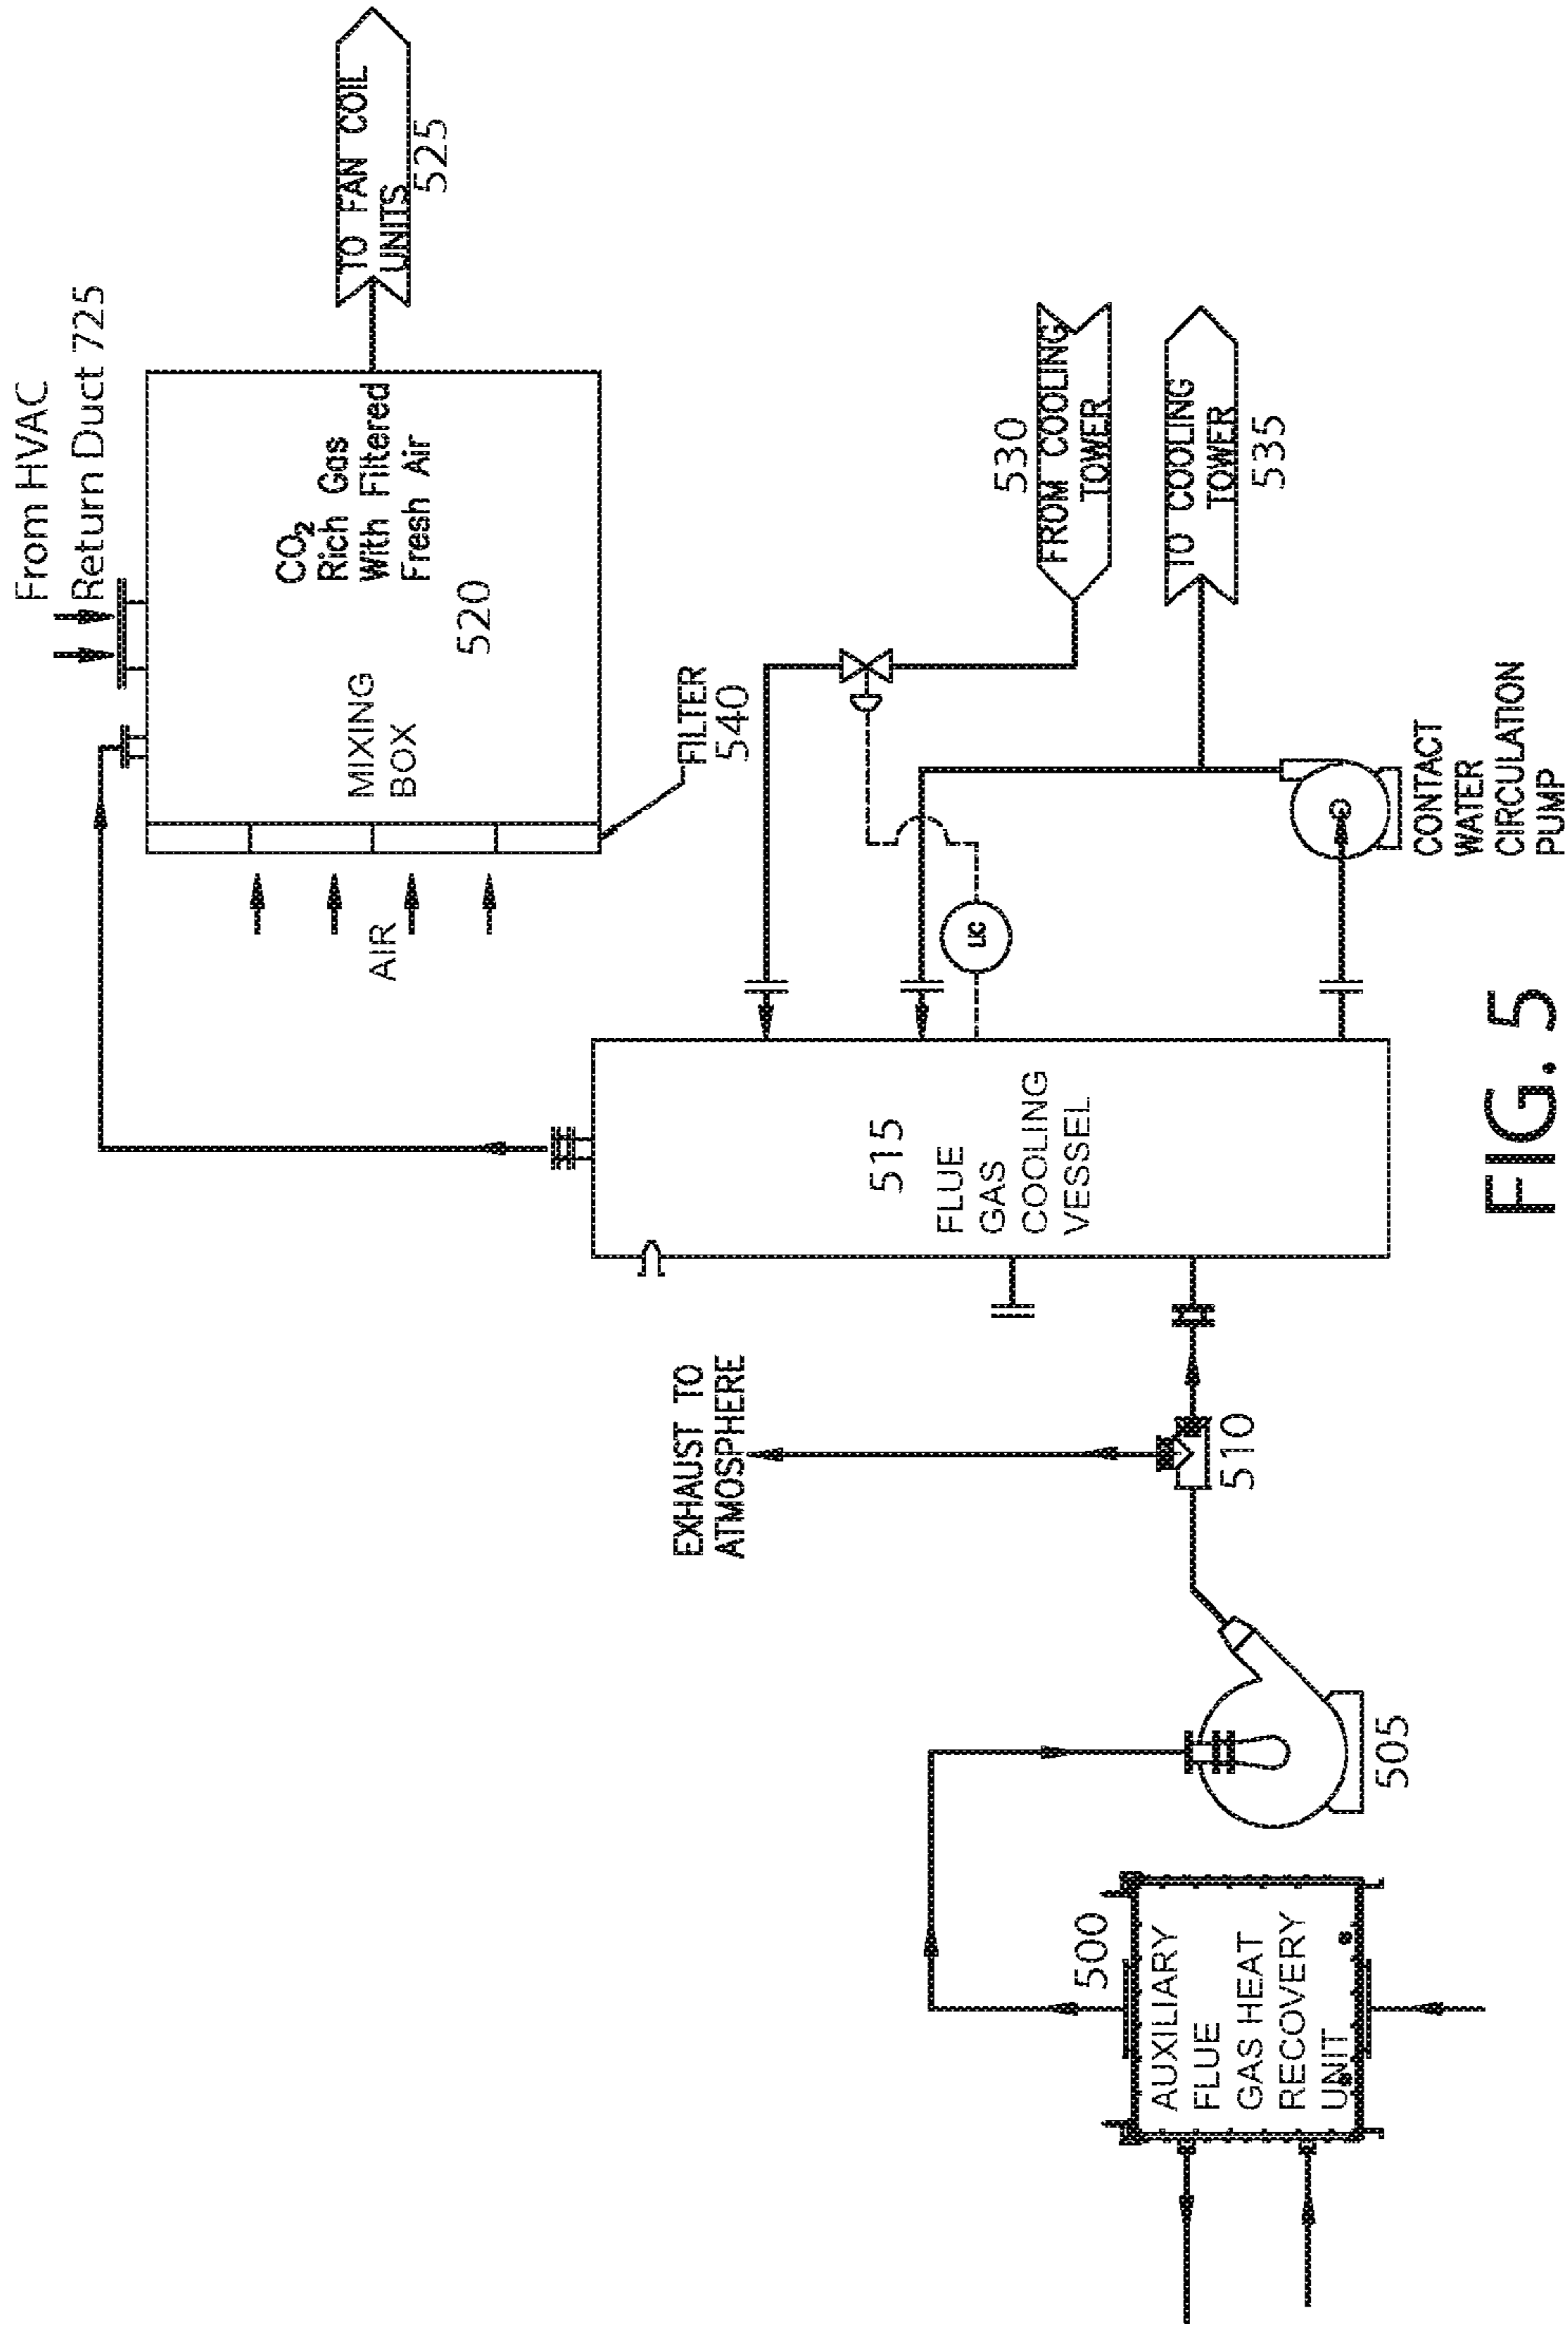 From HVAC
Return Duct 725
CO₂
Rich Gas
With Filtered
Fresh Air
520
MIXING
BOX
TO FAN COIL
UNITS
525
AIR
FILTER
540
530
FROM COOLING
TOWER
TO COOLING
TOWER
535
LIC
CONTACT
WATER
CIRCULATION
PUMP
515
FLUE
GAS
COOLING
VESSEL
EXHAUST TO
ATMOSPHERE
510
505
500
AUXILIARY
FLUE
GAS HEAT
RECOVERY
UNIT
FIG. 5